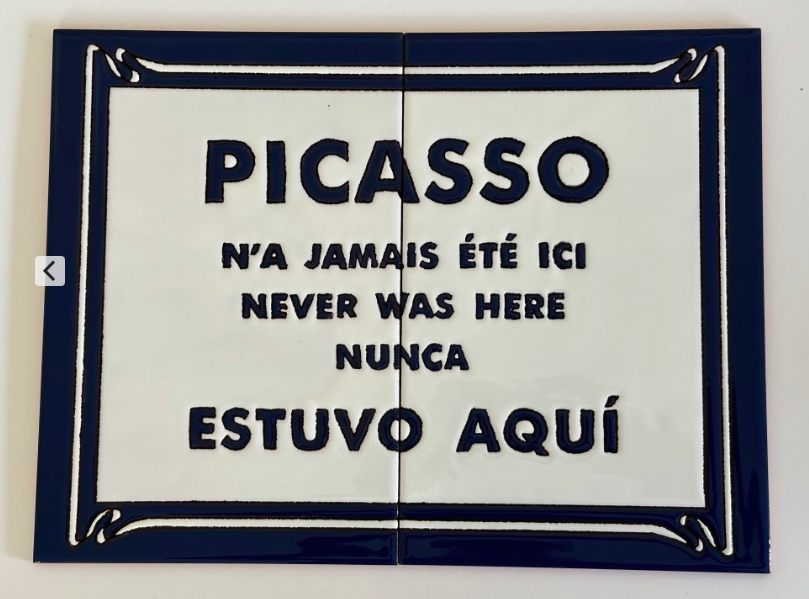 PICASSO
N'A JAMAIS ÉTÉ ICI
NEVER WAS HERE
NUNCA
ESTUVO AQUÍ